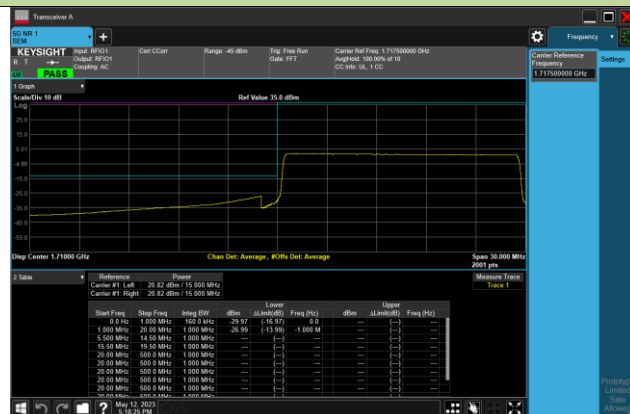 Transceiver A
5G NR 1
SEM
Frequency
KEYSIGHT
Input: RFIO1
Output: RFIO1
Coupling: AC
Corr CCorr
Range: -45 dBm
Trig: Free Run
Gate: FFT
Carrier Ref Freq: 1.717500000 GHz
Avg|Hold: 100.00% of 10
CC Info: UL, 1 CC
R T
PASS
Carrier Reference
Frequency
1.717500000 GHz
Settings
1 Graph
Scale/Div 10 dB
Ref Value 35.0 dBm
Log
25.0
15.0
5.01
-4.99
-15.0
-25.0
-35.0
-45.0
-55.0
Disp Center 1.71000 GHz
Chan Det: Average , #Offs Det: Average
Span 30.000 MHz
2001 pts
2 Table
Reference Power
Carrier #1: Left 20.82 dBm / 15.000 MHz
Carrier #1: Right 20.82 dBm / 15.000 MHz
Measure Trace
Trace 1
Lower Upper
Start Freq Stop Freq Integ BW dBm ΔLimit(dB) Freq (Hz) dBm ΔLimit(dB) Freq (Hz)
0.0 Hz 1.000 MHz 160.0 kHz -29.97 (-16.97) 0.0 --- (---) ---
1.000 MHz 20.00 MHz 1.000 MHz -26.99 (-13.99) -1.000 M --- (---) ---
5.500 MHz 14.50 MHz 1.000 MHz --- (---) --- --- (---) ---
15.50 MHz 19.50 MHz 1.000 MHz --- (---) --- --- (---) ---
20.00 MHz 500.0 MHz 1.000 MHz --- (---) --- --- (---) ---
20.00 MHz 500.0 MHz 1.000 MHz --- (---) --- --- (---) ---
20.00 MHz 500.0 MHz 1.000 MHz --- (---) --- --- (---) ---
20.00 MHz 500.0 MHz 1.000 MHz --- (---) --- --- (---) ---
20.00 MHz 500.0 MHz 1.000 MHz --- (---) --- --- (---) ---
May 12, 2023
5:18:25 PM